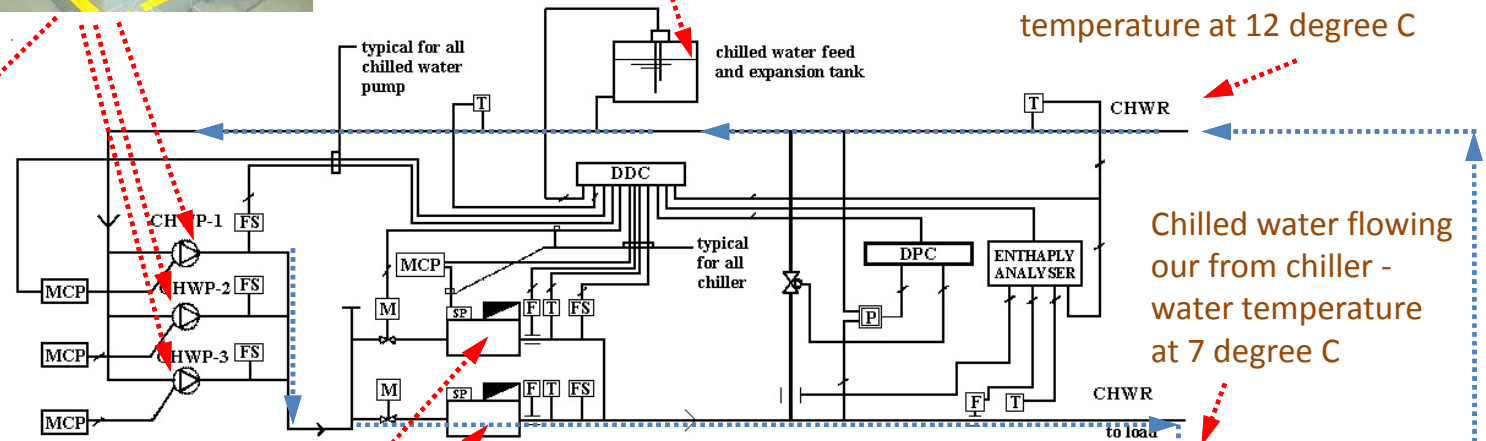 temperature at 12 degree C
typical for all
chilled water
pump
chilled water feed
and expansion tank
T
T
CHWR
DDC
CHWP-1
FS
typical
for all
chiller
MCP
DPC
ENTHAPLY
ANALYSER
Chilled water flowing
our from chiller -
water temperature
at 7 degree C
MCP
CHWP-2
FS
M
SP
F
T
FS
P
MCP
CHWP-3
FS
M
SP
F
T
FS
F
T
CHWR
to load
MCP